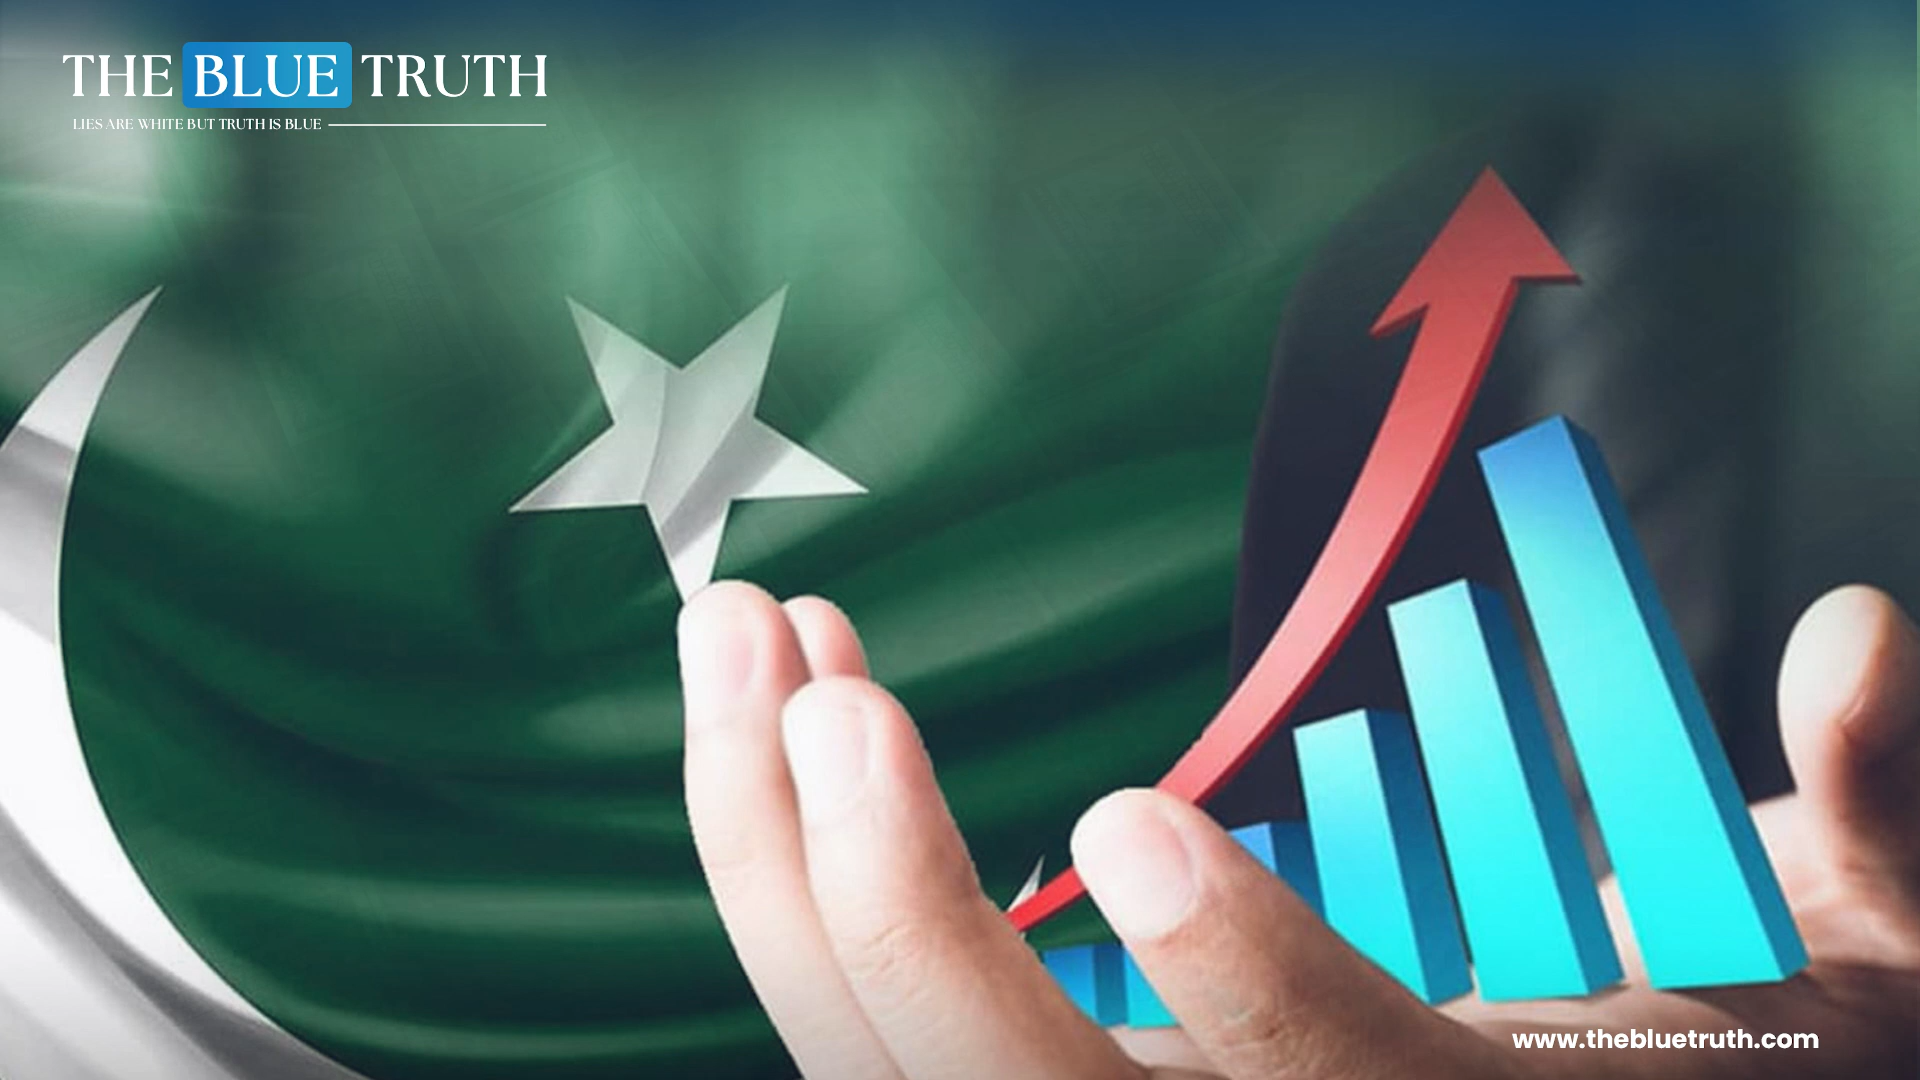 THE BLUE TRUTH
LIES ARE WHITE BUT TRUTH IS BLUE
www.thebluetruth.com